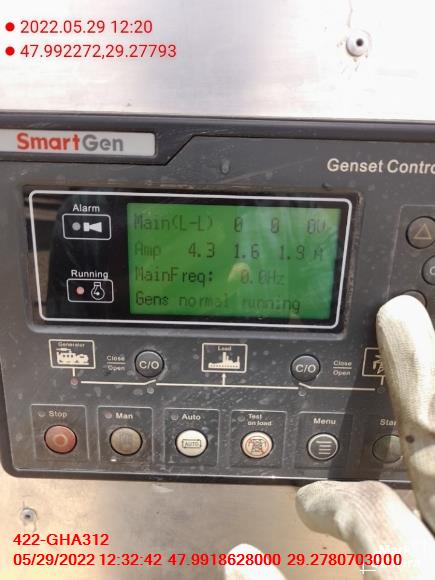 2022.05.29 12:20
47.992272,29.27793
SmartGen
Genset Contro
Alarm
Running
Main(L-L) 0 0 0V
Amp 4.3 1.6 1.9 A
MainFreq: 0.0Hz
Gens normal running
Generator
Load
Close
Open
C/O
C/O
Close
Open
Stop
Man
Auto
Test
on load
Menu
Star
AUTO
422-GHA312
05/29/2022 12:32:42 47.9918628000 29.2780703000